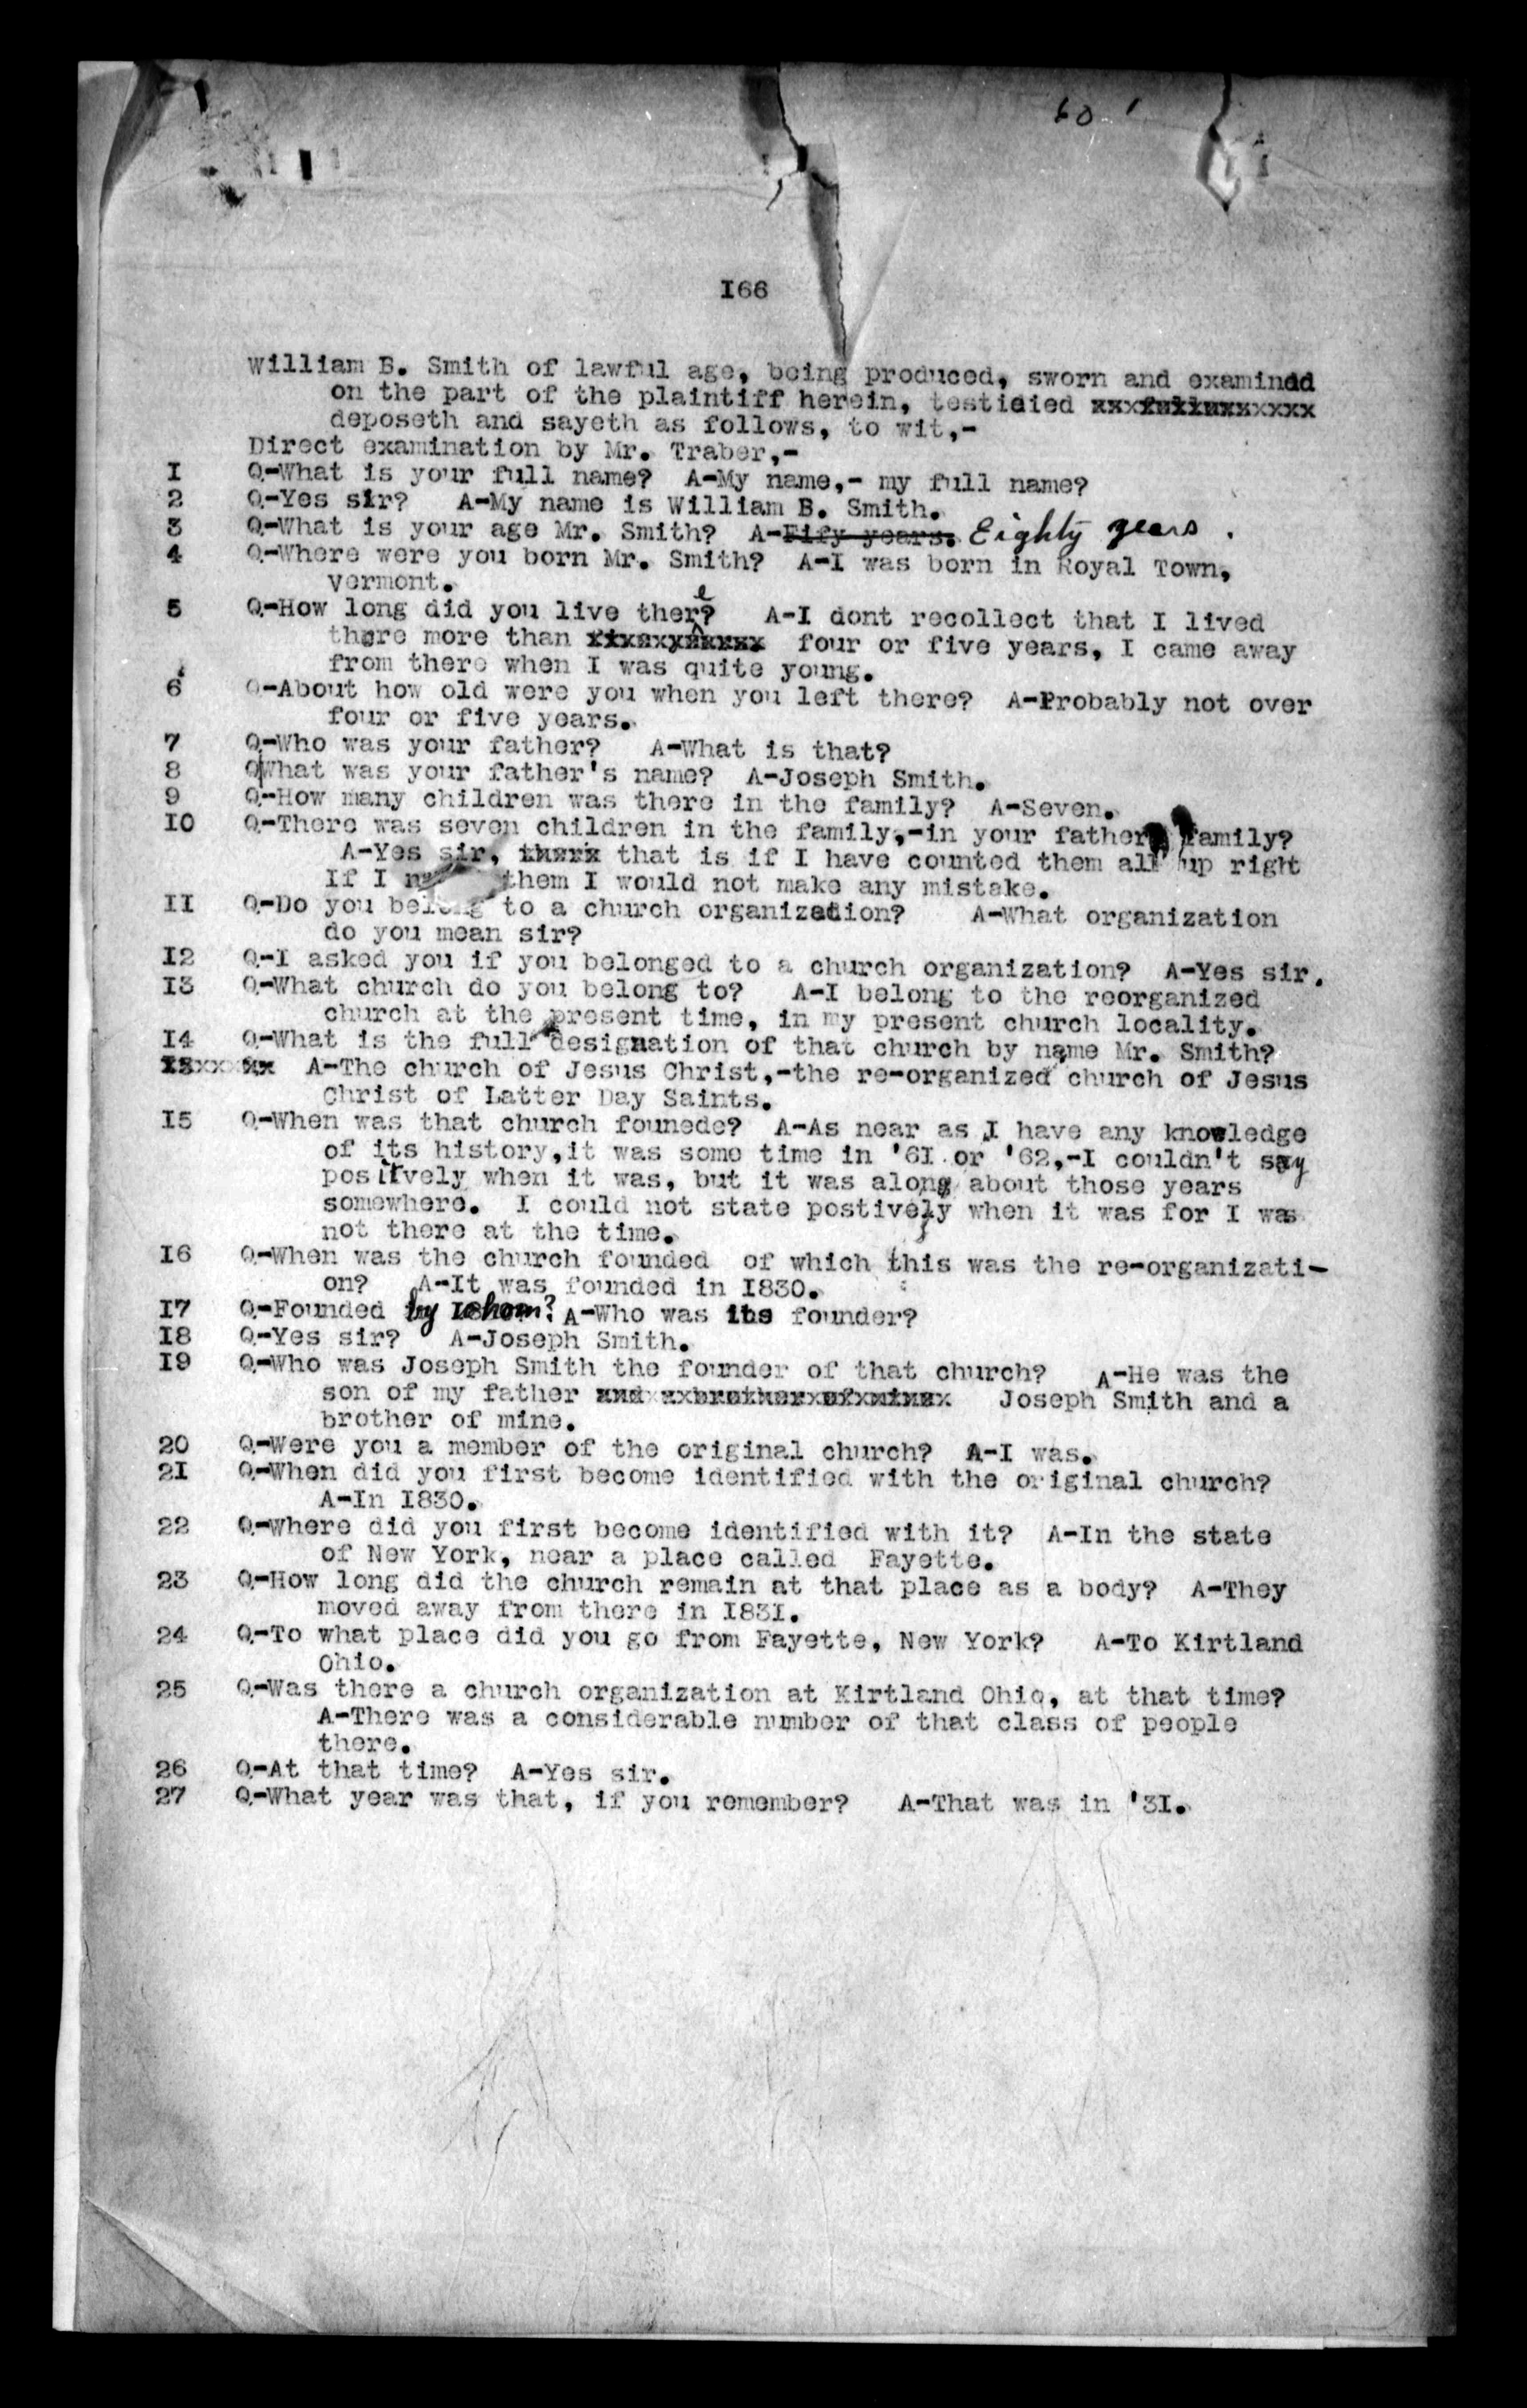 60
166
William B. Smith of lawful age, being produced, sworn and examindd
on the part of the plaintiff herein, testidied
deposeth and sayeth as follows, to wit,-
Direct examination by Mr. Traber,-
I Q-What is your full name? A-My name,- my full name?
2 Q-Yes sir? A-My name is William B. Smith.
3 Q-What is your age Mr. Smith? A-Fify years. Eighty years.
4 Q-Where were you born Mr. Smith? A-I was born in Royal Town,
Vermont.
5 Q-How long did you live there? A-I dont recollect that I lived
there more than four or five years, I came away
from there when I was quite young.
6 Q-About how old were you when you left there? A-Probably not over
four or five years.
7 Q-Who was your father? A-What is that?
8 Q What was your father's name? A-Joseph Smith.
9 Q-How many children was there in the family? A-Seven.
I0 Q-There was seven children in the family,-in your father family?
A-Yes sir, that is if I have counted them all up right
If I them I would not make any mistake.
II Q-Do you belong to a church organization? A-What organization
do you mean sir?
I2 Q-I asked you if you belonged to a church organization? A-Yes sir.
I3 Q-What church do you belong to? A-I belong to the reorganized
church at the present time, in my present church locality.
I4 Q-What is the full designation of that church by name Mr. Smith?
A-The church of Jesus Christ,-the re-organized church of Jesus
Christ of Latter Day Saints.
I5 Q-When was that church founede? A-As near as I have any knowledge
of its history, it was some time in '6I or '62,-I couldn't say
positvely when it was, but it was along about those years
somewhere. I could not state postively when it was for I was
not there at the time.
I6 Q-When was the church founded of which this was the re-organizati-
on? A-It was founded in I830.
I7 Q-Founded by whom? A-Who was its founder?
I8 Q-Yes sir? A-Joseph Smith.
I9 Q-Who was Joseph Smith the founder of that church? A-He was the
son of my father Joseph Smith and a
brother of mine.
20 Q-Were you a member of the original church? A-I was.
2I Q-When did you first become identified with the original church?
A-In I830.
22 Q-Where did you first become identified with it? A-In the state
of New York, near a place called Fayette.
23 Q-How long did the church remain at that place as a body? A-They
moved away from there in I83I.
24 Q-To what place did you go from Fayette, New York? A-To Kirtland
Ohio.
25 Q-Was there a church organization at Kirtland Ohio, at that time?
A-There was a considerable number of that class of people
there.
26 Q-At that time? A-Yes sir.
27 Q-What year was that, if you remember? A-That was in '3I.